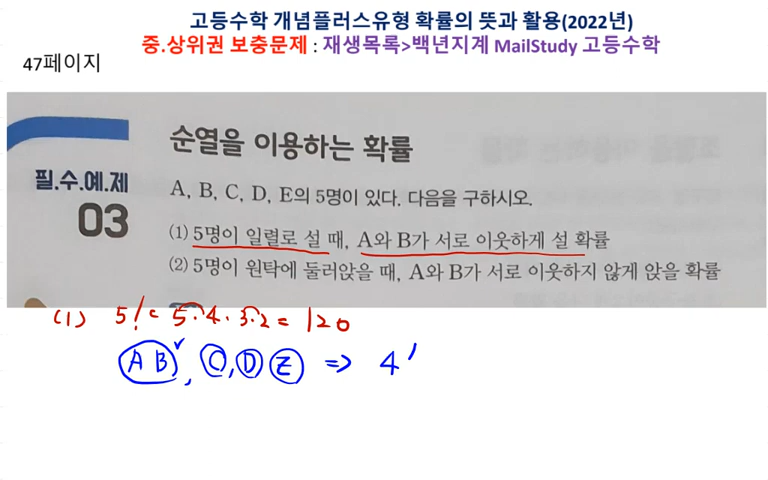 고등수학 개념플러스유형 확률의 뜻과 활용(2022년)
중.상위권 보충문제 : 재생목록>백년지계 MailStudy 고등수학
47페이지
순열을 이용하는 확률
필.수.예.제
03
A, B, C, D, E의 5명이 있다. 다음을 구하시오.
(1) 5명이 일렬로 설 때, A와 B가 서로 이웃하게 설 확률
(2) 5명이 원탁에 둘러앉을 때, A와 B가 서로 이웃하지 않게 앉을 확률
(1) 5! = 5·4·3·2 = 120
A B, C, D E ⇒ 4'